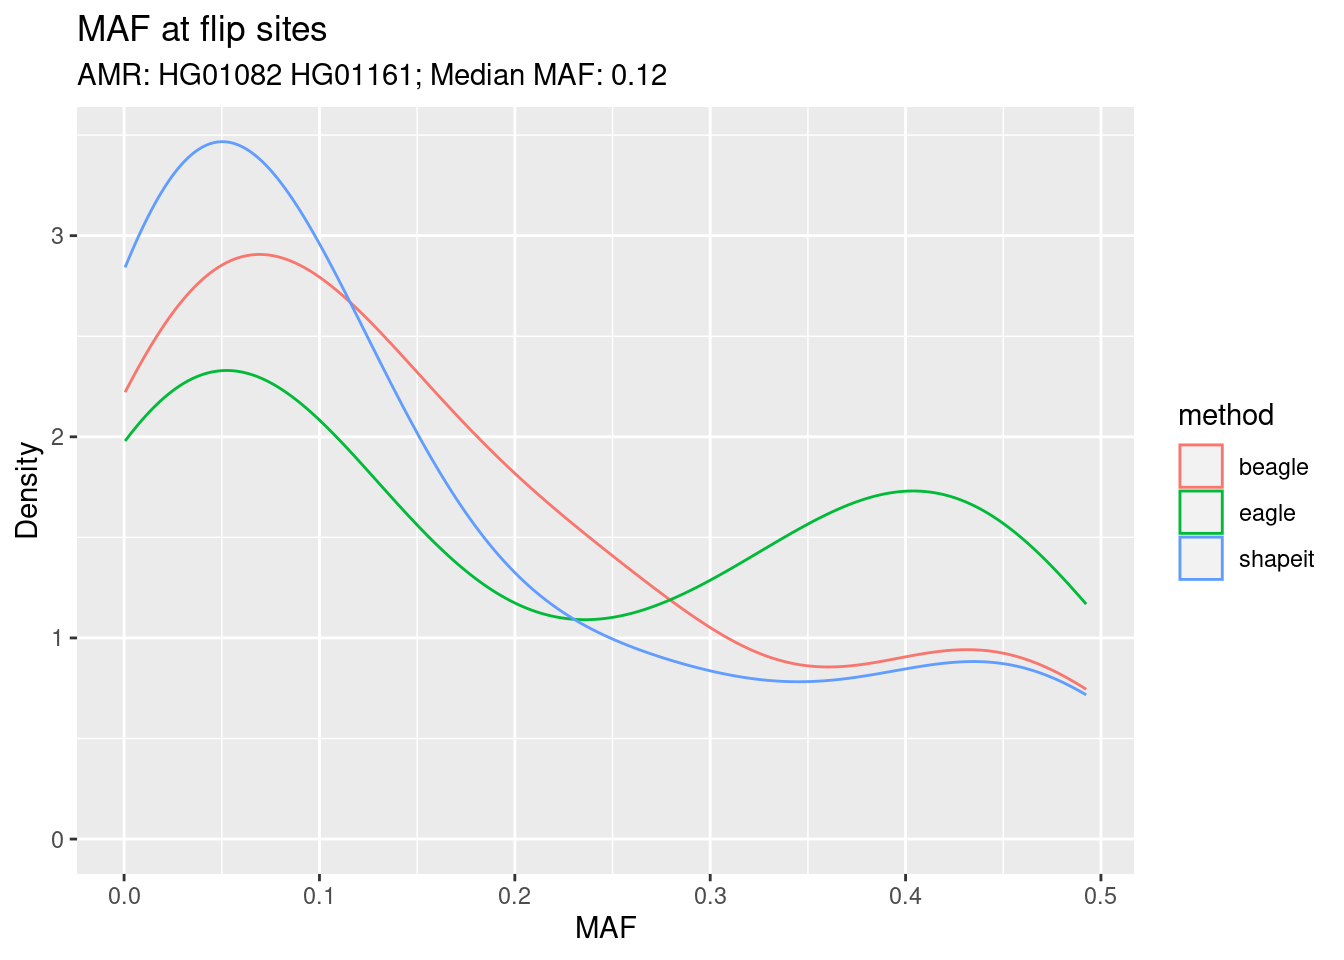 MAF at flip sites
AMR: HG01082 HG01161; Median MAF: 0.12
Density
3
2
1
0
0.0 0.1 0.2 0.3 0.4 0.5
MAF
method
beagle
eagle
shapeit